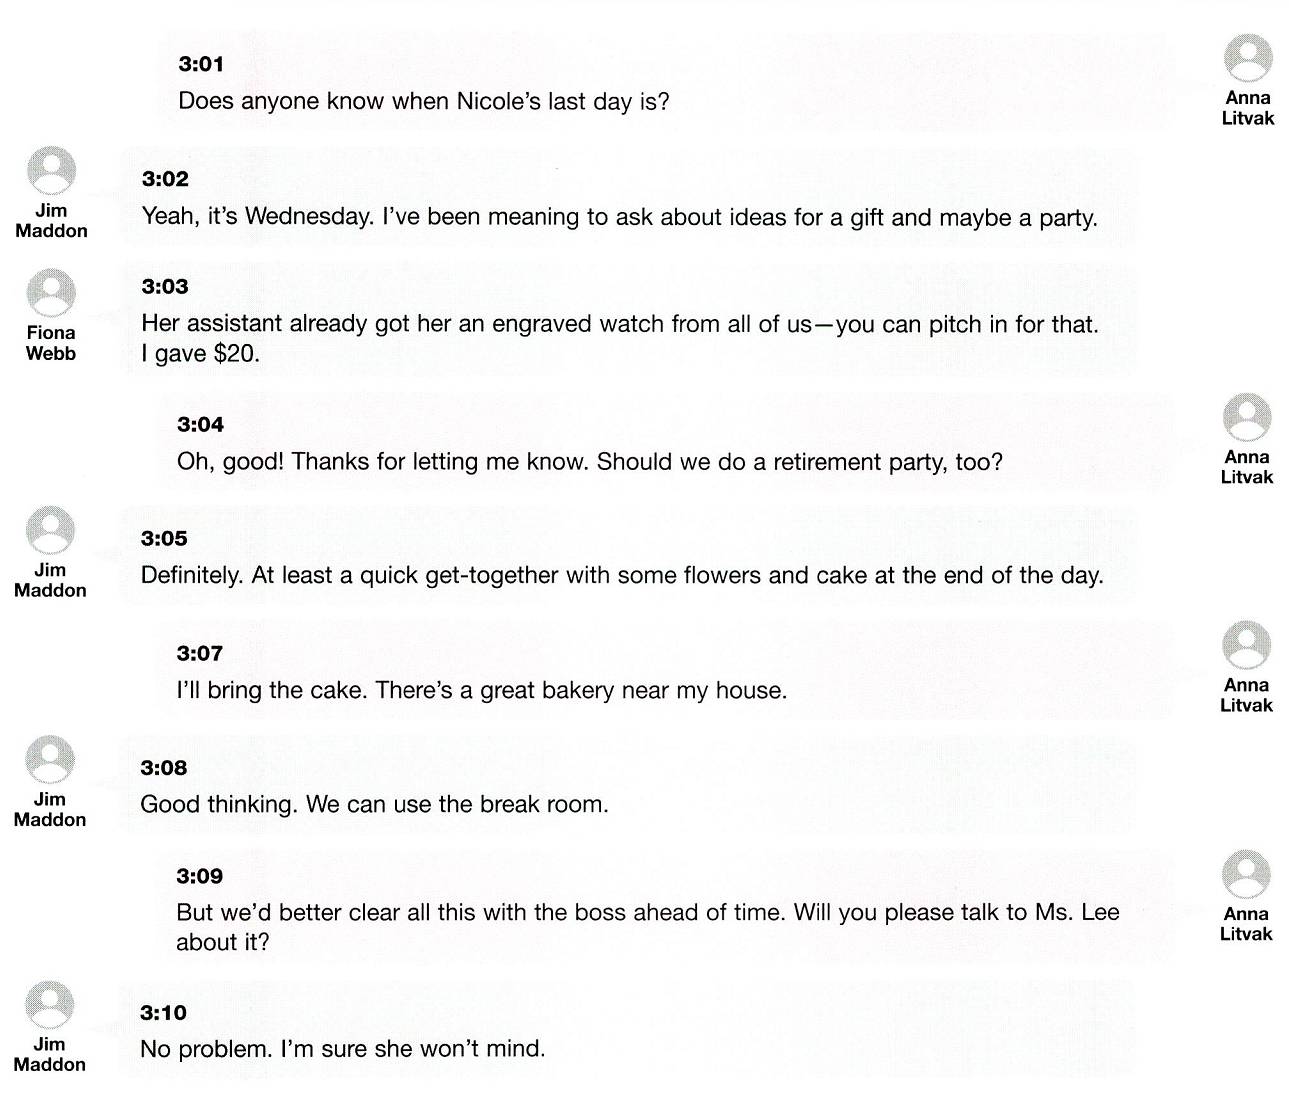 3:01
Does anyone know when Nicole's last day is?
Anna
Litvak
Jim
Maddon
3:02
Yeah, it's Wednesday. I've been meaning to ask about ideas for a gift and maybe a party.
Fiona
Webb
3:03
Her assistant already got her an engraved watch from all of us—you can pitch in for that.
I gave $20.
3:04
Oh, good! Thanks for letting me know. Should we do a retirement party, too?
Anna
Litvak
Jim
Maddon
3:05
Definitely. At least a quick get-together with some flowers and cake at the end of the day.
3:07
I'll bring the cake. There's a great bakery near my house.
Anna
Litvak
Jim
Maddon
3:08
Good thinking. We can use the break room.
3:09
But we'd better clear all this with the boss ahead of time. Will you please talk to Ms. Lee
about it?
Anna
Litvak
Jim
Maddon
3:10
No problem. I'm sure she won't mind.